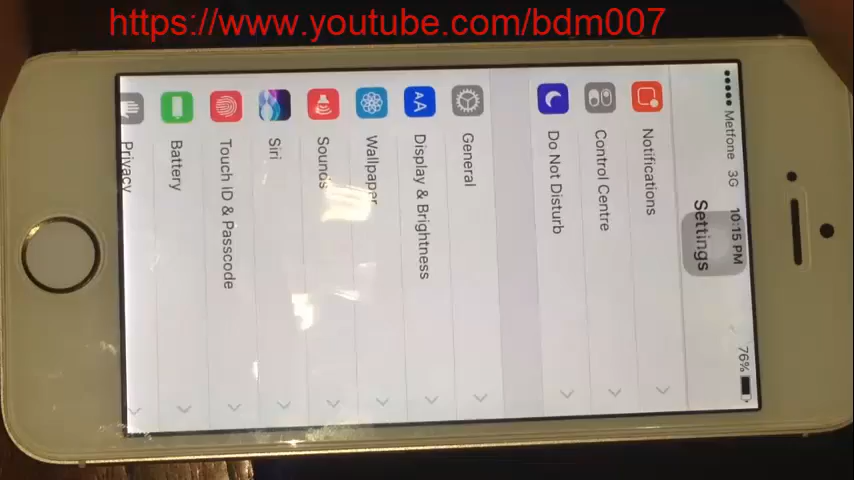 https://www.youtube.com/bdm007
Metfone 3G 10:15 PM 76%
Settings
Notifications
Control Centre
Do Not Disturb
General
AA
Display & Brightness
Wallpaper
Sounds
Siri
Touch ID & Passcode
Battery
Privacy